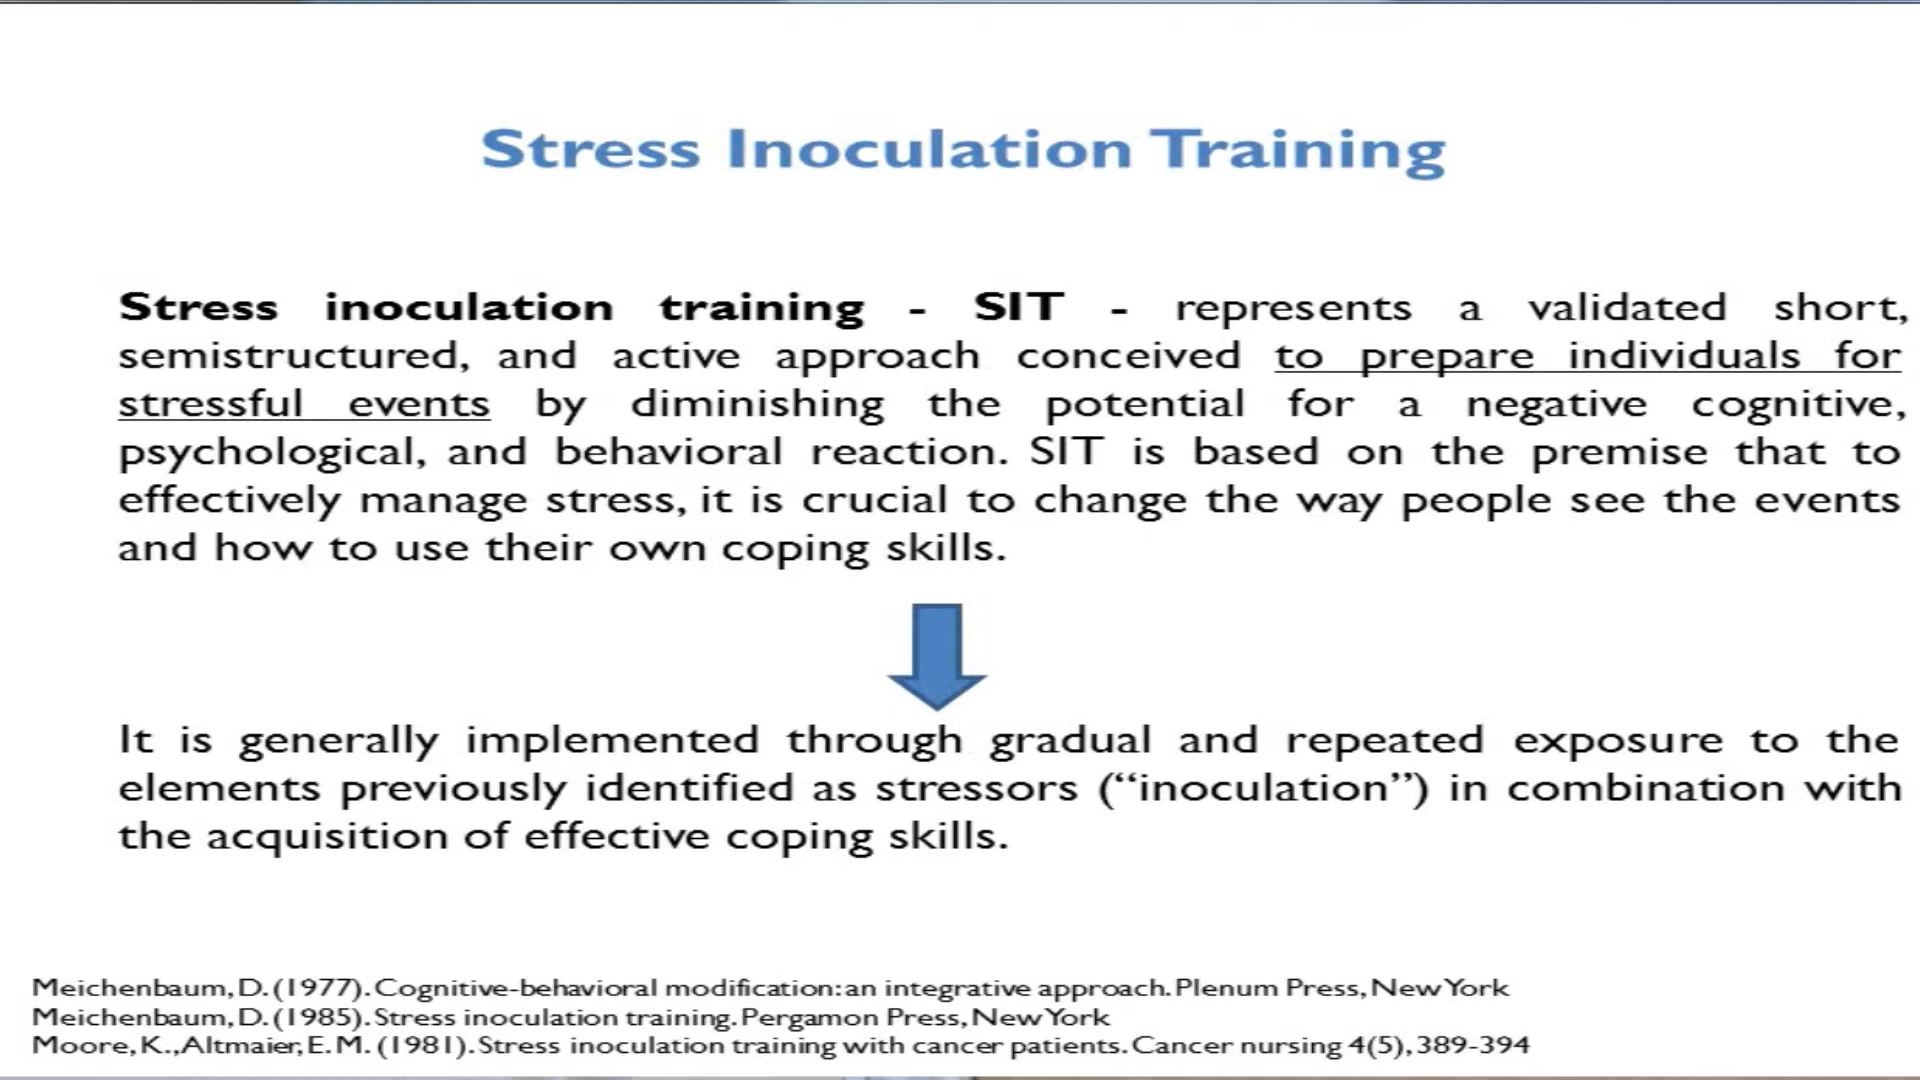 Stress Inoculation Training
Stress inoculation training - SIT - represents a validated short,
semistructured, and active approach conceived to prepare individuals for
stressful events by diminishing the potential for a negative cognitive,
psychological, and behavioral reaction. SIT is based on the premise that to
effectively manage stress, it is crucial to change the way people see the events
and how to use their own coping skills.
It is generally implemented through gradual and repeated exposure to the
elements previously identified as stressors (“inoculation”) in combination with
the acquisition of effective coping skills.
Meichenbaum, D. (1977). Cognitive-behavioral modification: an integrative approach. Plenum Press, New York
Meichenbaum, D. (1985). Stress inoculation training. Pergamon Press, New York
Moore, K., Altmaier, E. M. (1981). Stress inoculation training with cancer patients. Cancer nursing 4(5), 389-394